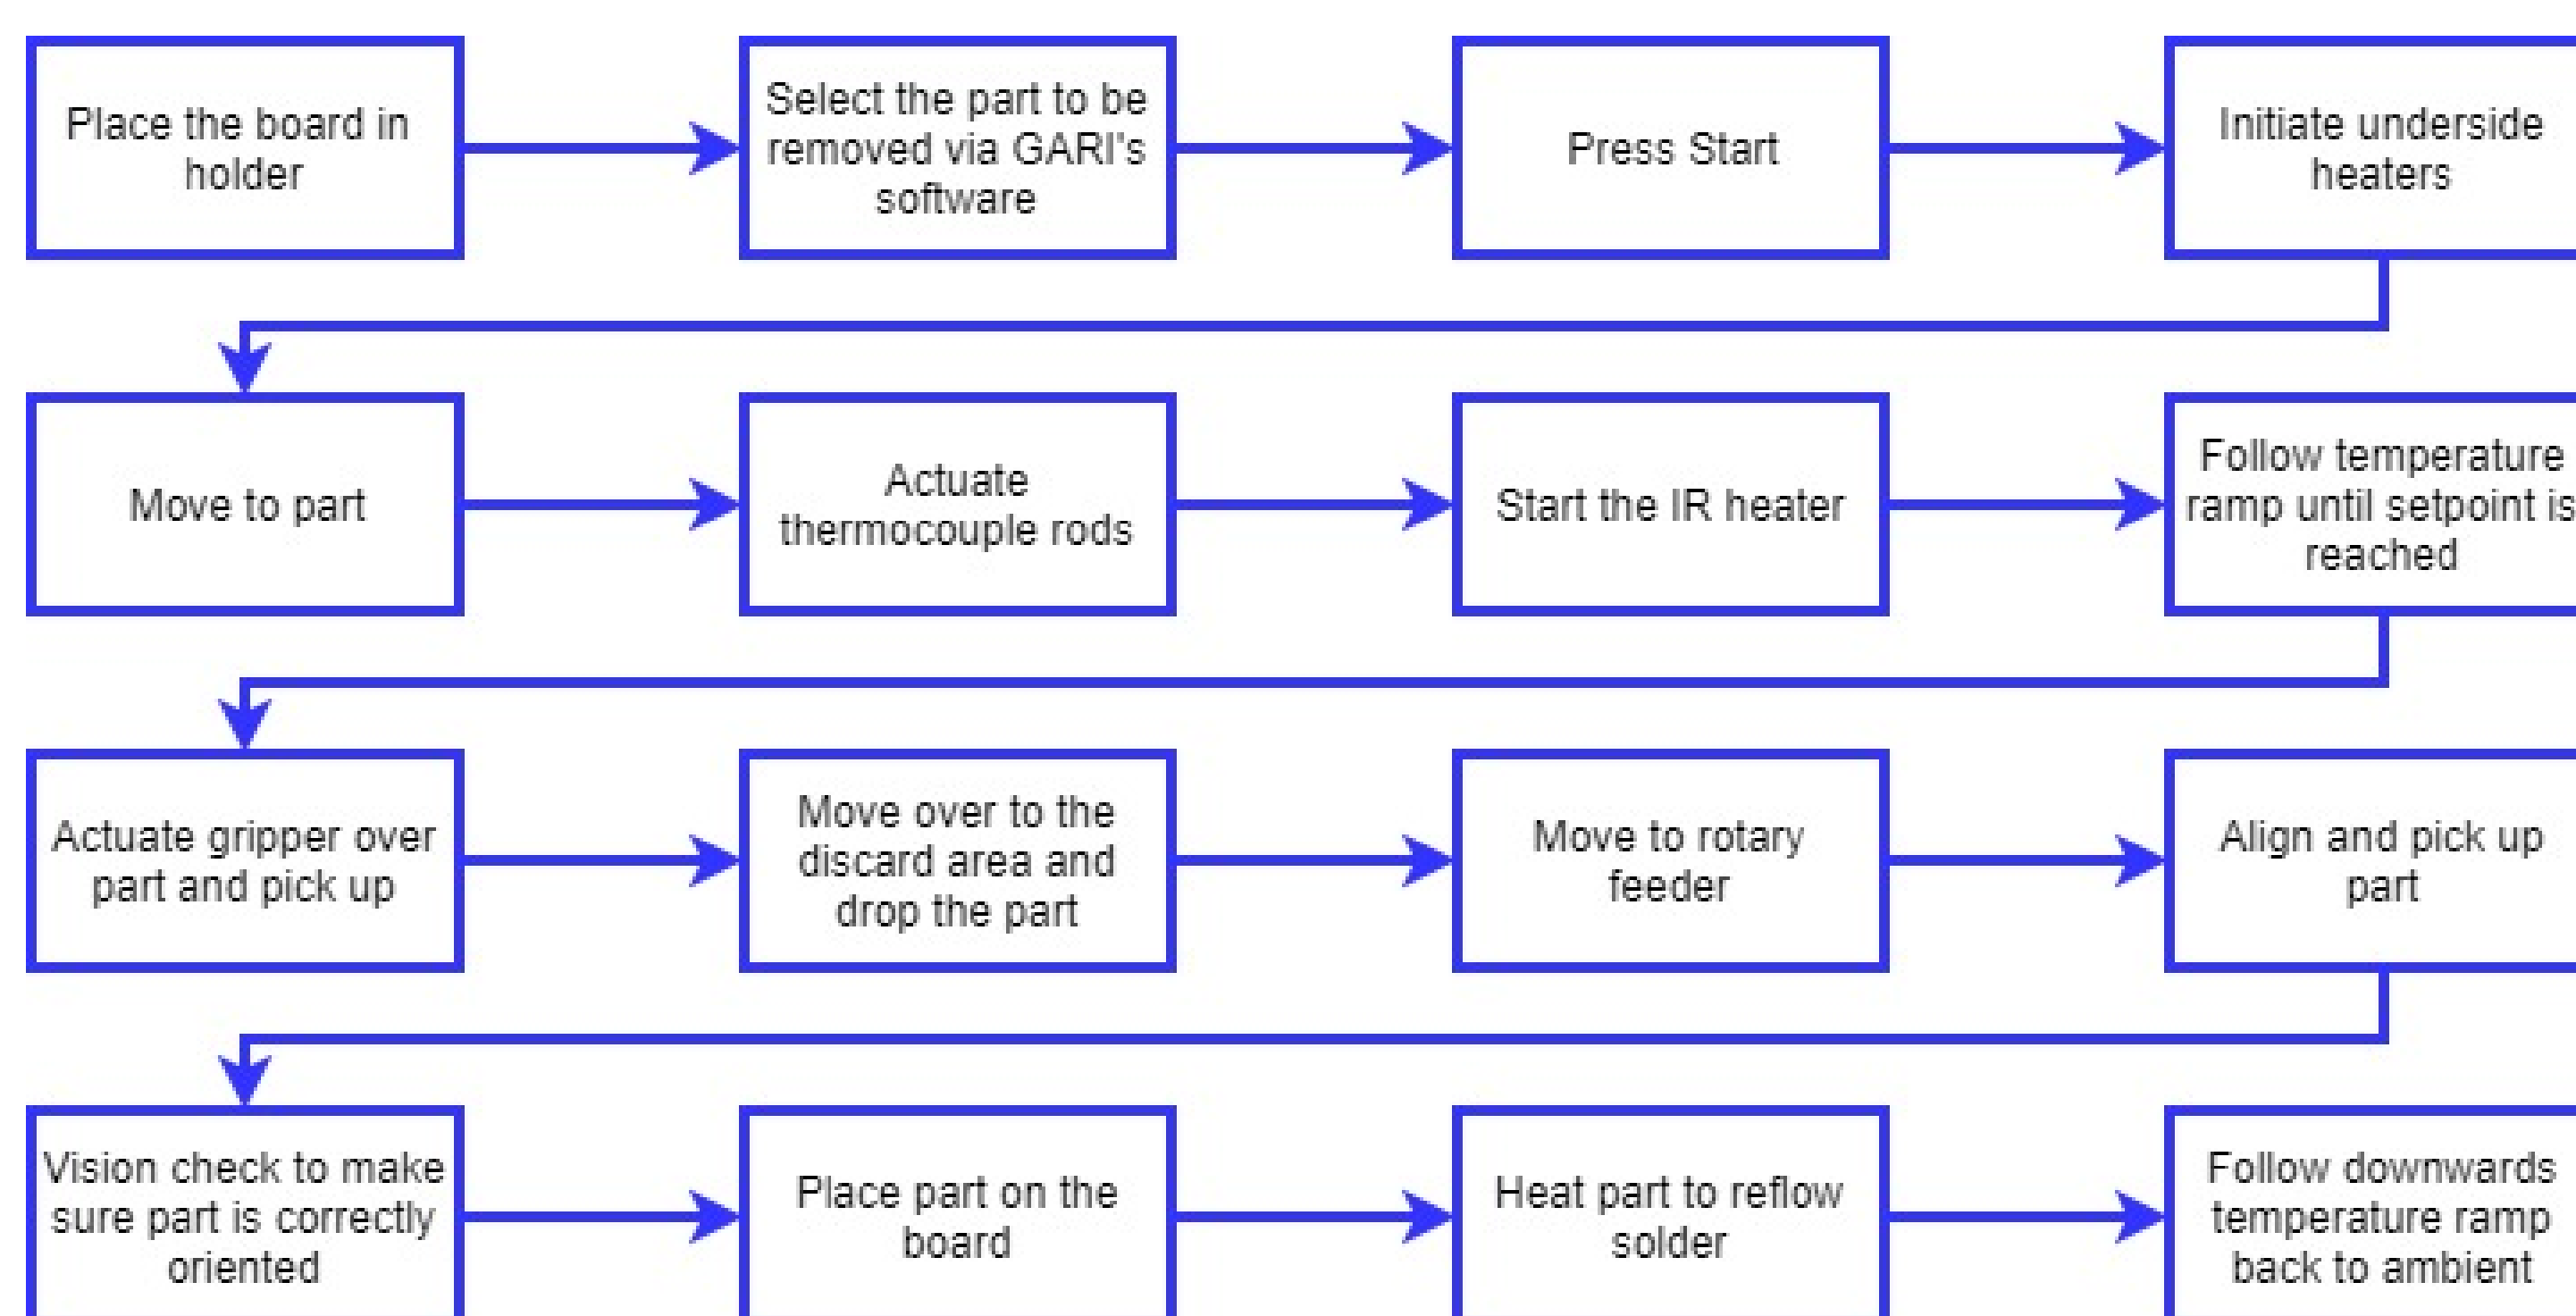 Place the board in
holder
Select the part to be
removed via GARI's
software
Press Start
Initiate underside
heaters
Move to part
Actuate
thermocouple rods
Start the IR heater
Follow temperature
ramp until setpoint is
reached
Actuate gripper over
part and pick up
Move over to the
discard area and
drop the part
Move to rotary
feeder
Align and pick up
part
Vision check to make
sure part is correctly
oriented
Place part on the
board
Heat part to reflow
solder
Follow downwards
temperature ramp
back to ambient